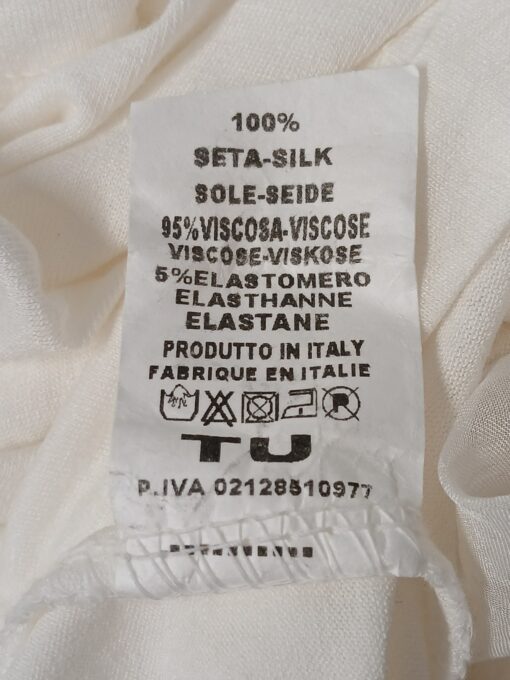 100%
SETA-SILK
SOLE-SEIDE
95%VISCOSA-VISCOSE
VISCOSE-VISKOSE
5%ELASTOMERO
ELASTHANNE
ELASTANE
PRODUTTO IN ITALY
FABRIQUE EN ITALIE
P
TU
P.IVA 02128510977